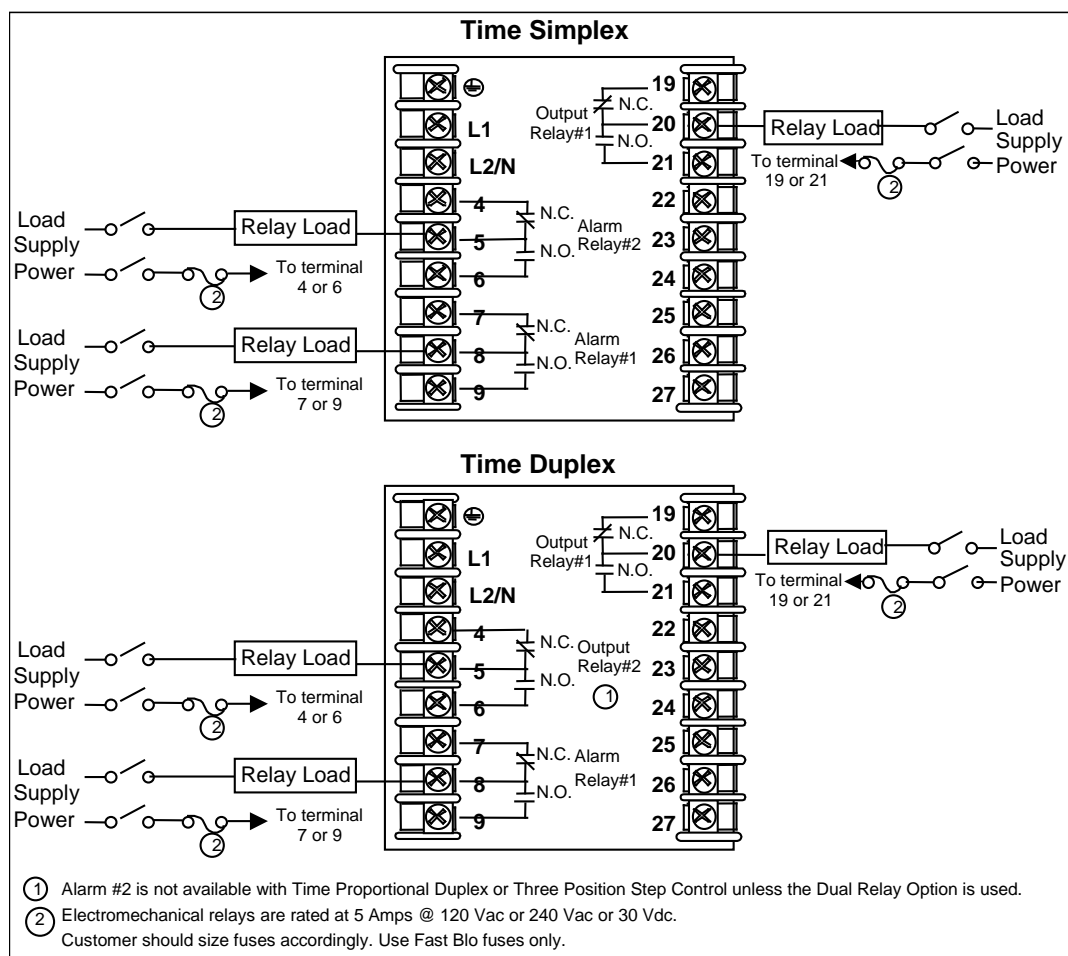 Time Simplex
L1
L2/N
4
5
6
7
8
9
N.C.
N.O.
Alarm
Relay#2
N.C.
N.O.
Alarm
Relay#1
Output
Relay#1
N.C.
N.O.
19
20
21
22
23
24
25
26
27
Relay Load
Load
Supply
Power
To terminal
19 or 21
2
Load
Supply
Power
Relay Load
To terminal
4 or 6
2
Load
Supply
Power
Relay Load
To terminal
7 or 9
2
Time Duplex
L1
L2/N
4
5
6
7
8
9
N.C.
N.O.
Output
Relay#2
1
N.C.
N.O.
Alarm
Relay#1
Output
Relay#1
N.C.
N.O.
19
20
21
22
23
24
25
26
27
Relay Load
Load
Supply
Power
To terminal
19 or 21
2
Load
Supply
Power
Relay Load
To terminal
4 or 6
2
Load
Supply
Power
Relay Load
To terminal
7 or 9
2
1 Alarm #2 is not available with Time Proportional Duplex or Three Position Step Control unless the Dual Relay Option is used.
2 Electromechanical relays are rated at 5 Amps @ 120 Vac or 240 Vac or 30 Vdc.
Customer should size fuses accordingly. Use Fast Blo fuses only.